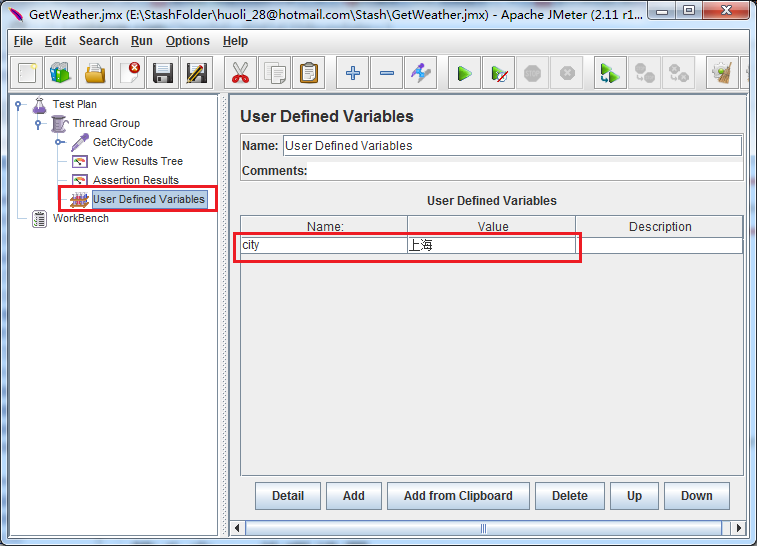 GetWeather.jmx (E:\StashFolder\huoli_28@hotmail.com\Stash\GetWeather.jmx) - Apache JMeter (2.11 r1...
File Edit Search Run Options Help
Test Plan
Thread Group
GetCityCode
View Results Tree
Assertion Results
User Defined Variables
WorkBench
User Defined Variables
Name: User Defined Variables
Comments:
User Defined Variables
Name: Value Description
city 上海
Detail Add Add from Clipboard Delete Up Down